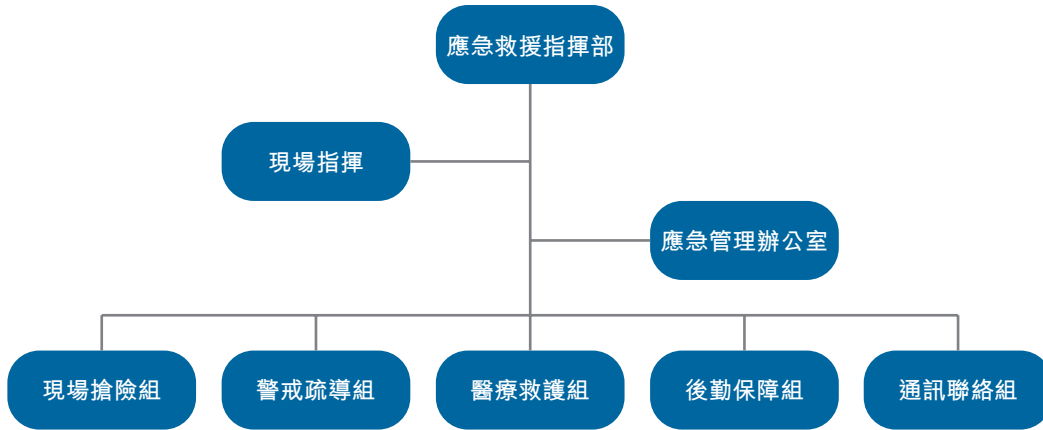 應急救援指揮部
現場指揮
應急管理辦公室
現場搶險組
警戒疏導組
醫療救護組
後勤保障組
通訊聯絡組